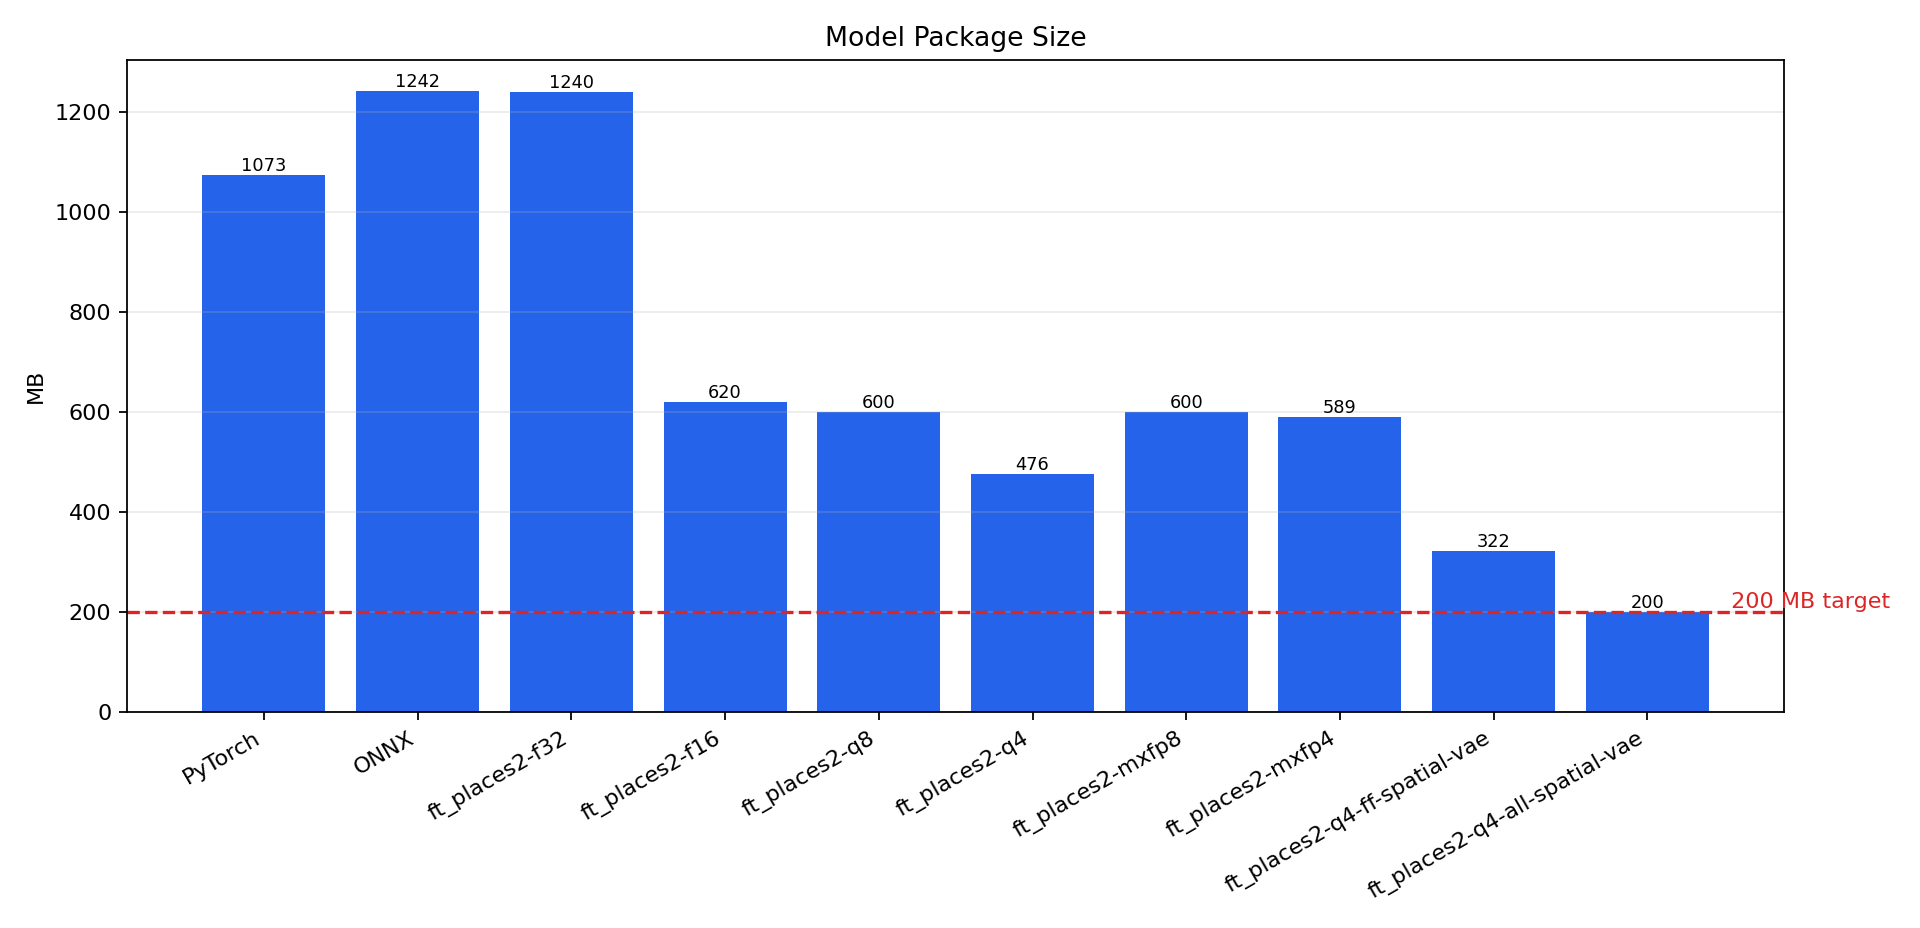 Model Package Size
MB
1200
1000
800
600
400
200
0
1073
1242
1240
620
600
476
600
589
322
200
200 MB target
PyTorch
ONNX
ft_places2-f32
ft_places2-f16
ft_places2-q8
ft_places2-q4
ft_places2-mxfp8
ft_places2-mxfp4
ft_places2-q4-ff-spatial-vae
ft_places2-q4-all-spatial-vae